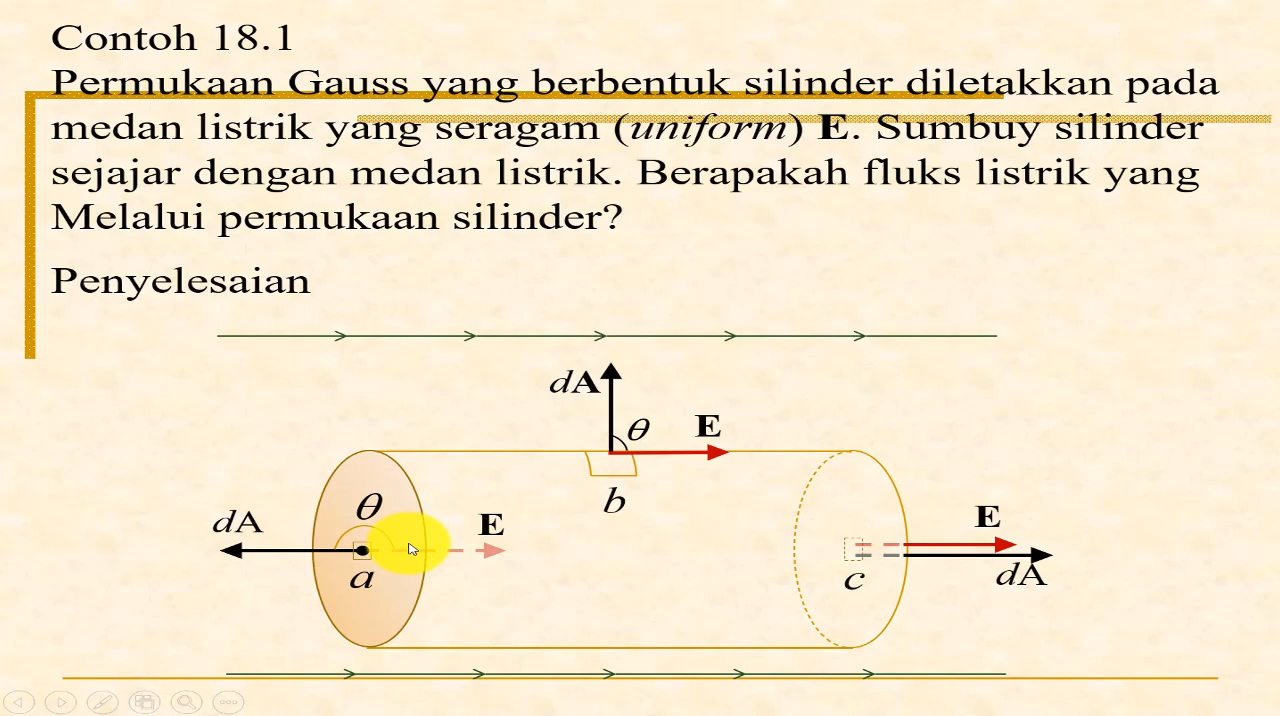 Contoh 18.1
Permukaan Gauss yang berbentuk silinder diletakkan pada
medan listrik yang seragam (uniform) E. Sumbuy silinder
sejajar dengan medan listrik. Berapakah fluks listrik yang
Melalui permukaan silinder?
Penyelesaian
dA
θ
E
b
dA
θ
E
a
E
c
dA